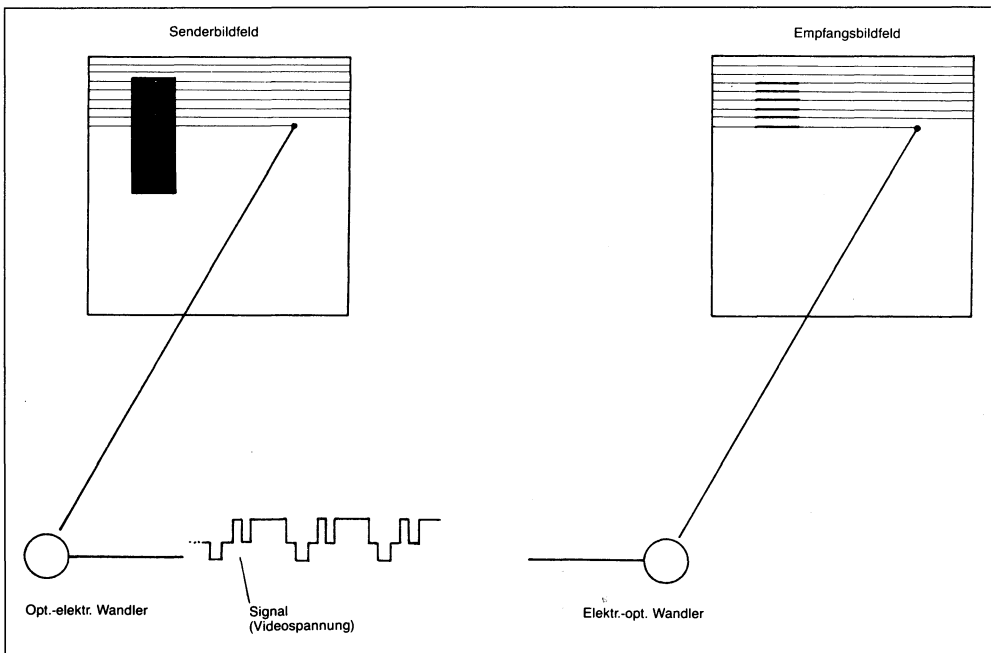 Senderbildfeld
Empfangsbildfeld
Opt.-elektr. Wandler
Signal
(Videospannung)
Elektr.-opt. Wandler